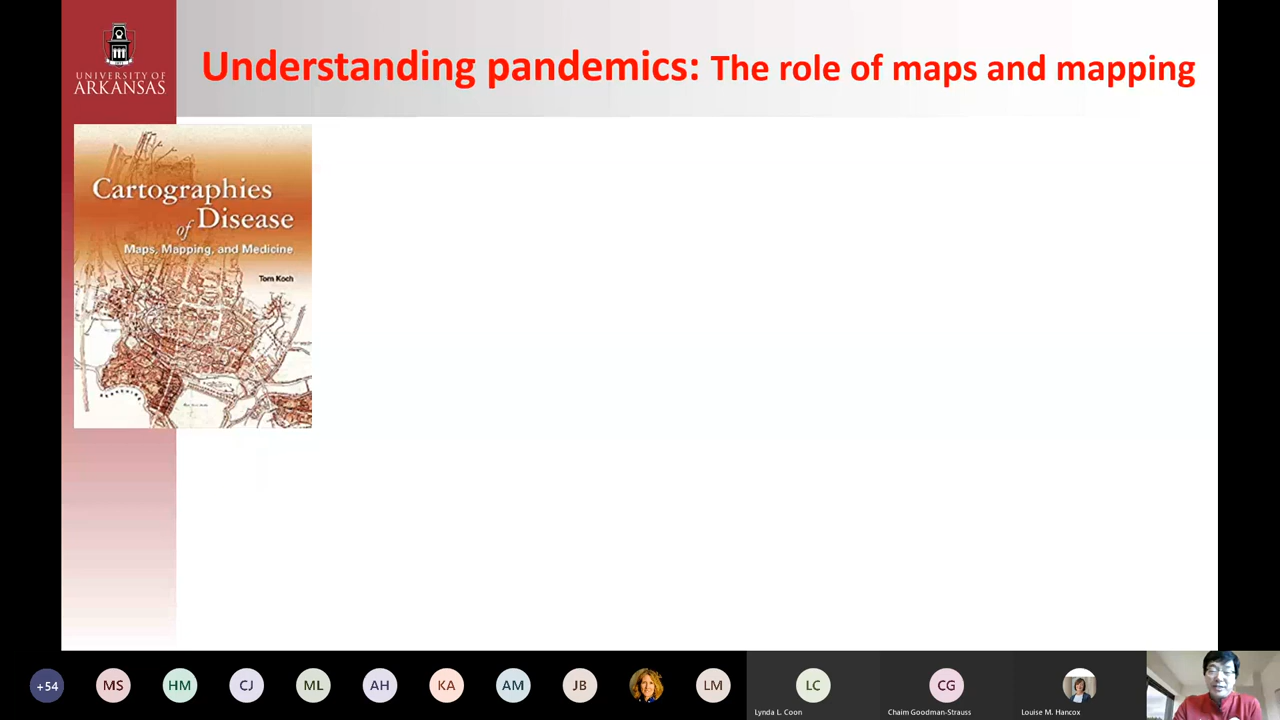 UNIVERSITY OF
ARKANSAS
Understanding pandemics: The role of maps and mapping
Cartographies
of Disease
Maps, Mapping, and Medicine
Tom Koch
+54
MS
HM
CJ
ML
AH
KA
AM
JB
LM
LC
CG
Lynda L. Coon
Chaim Goodman-Strauss
Louise M. Hancox